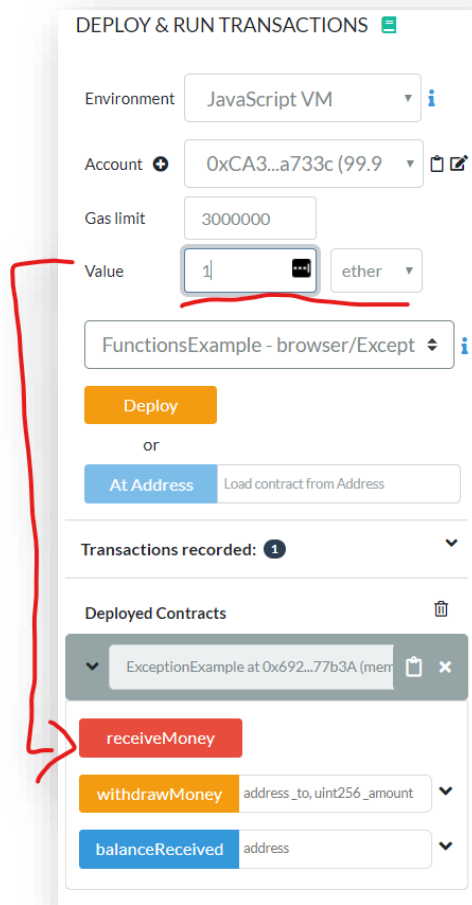 DEPLOY & RUN TRANSACTIONS
Environment JavaScript VM
Account 0xCA3...a733c (99.9
Gas limit 3000000
Value 1 ether
FunctionsExample - browser/Except
Deploy
or
At Address Load contract from Address
Transactions recorded: 1
Deployed Contracts
ExceptionExample at 0x692...77b3A (mem
receiveMoney
withdrawMoney address _to, uint256 _amount
balanceReceived address